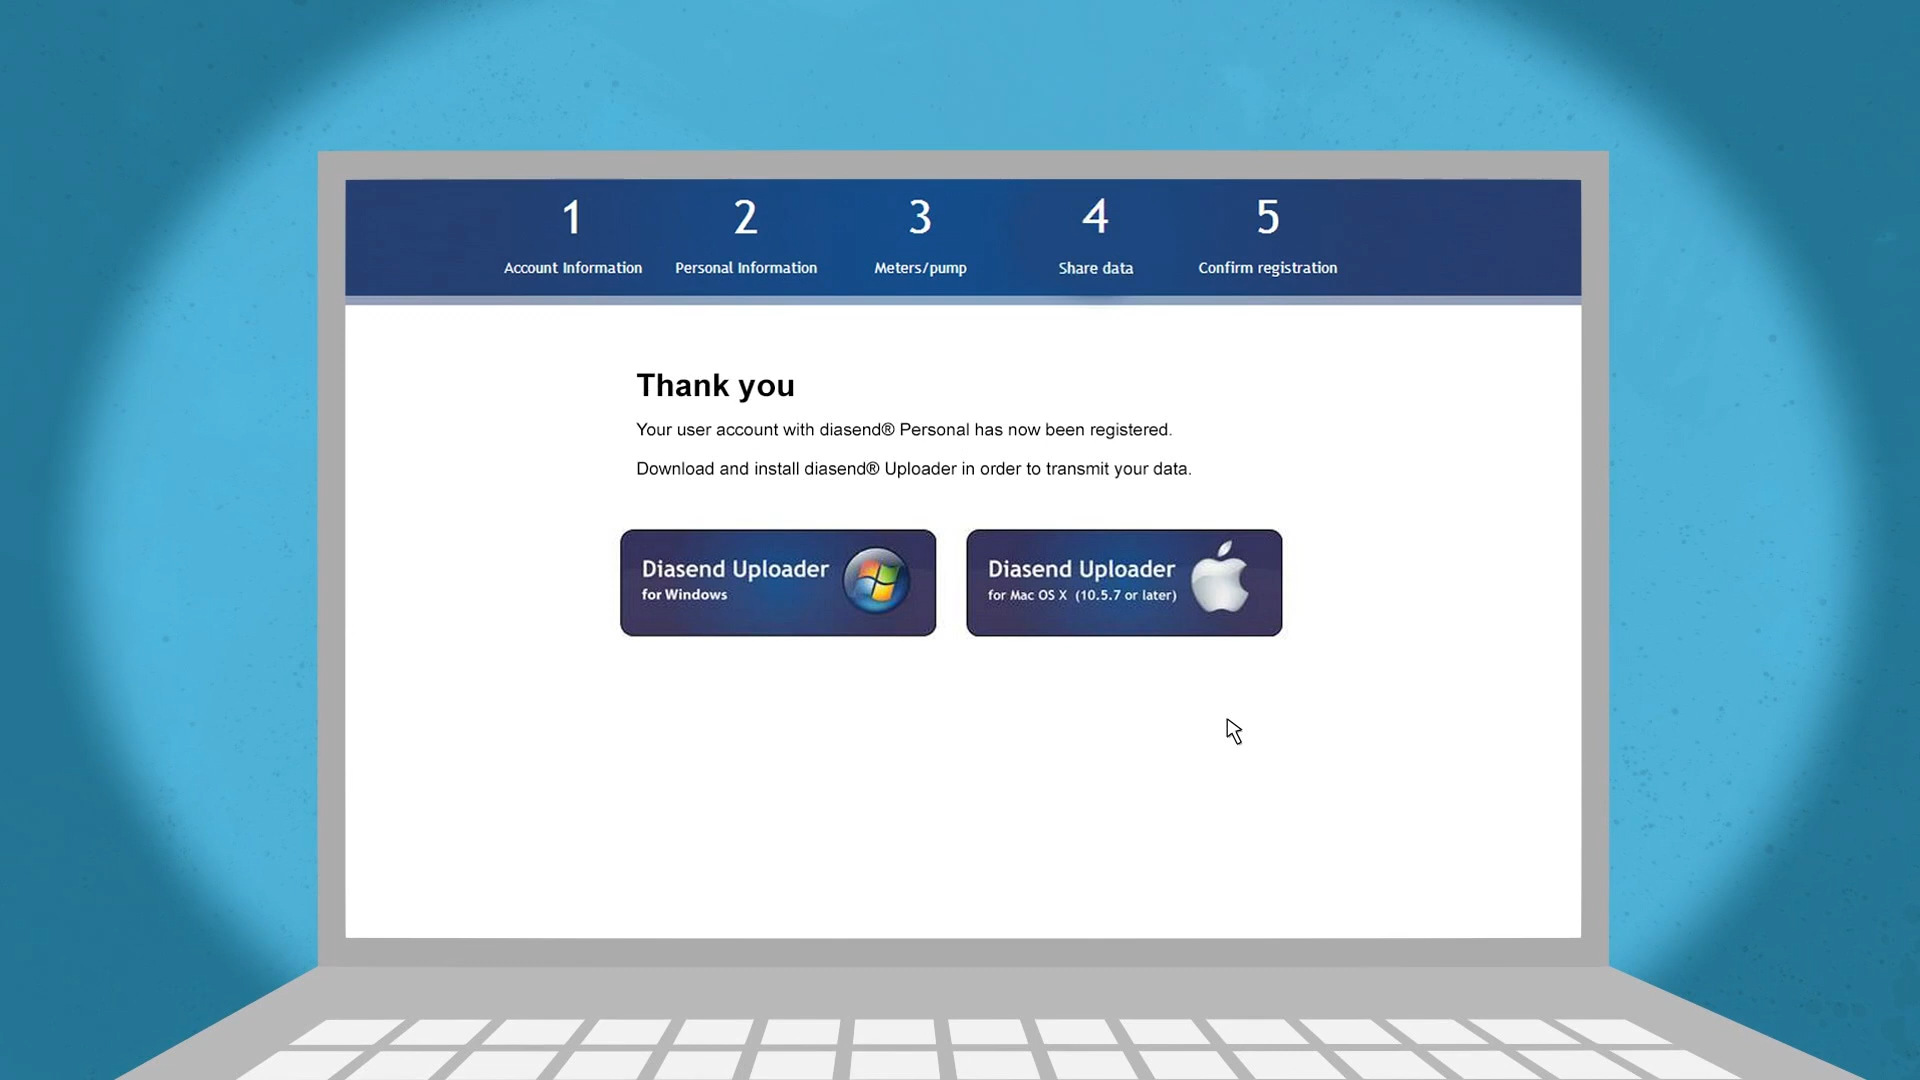 1 2 3 4 5
Account Information Personal Information Meters/pump Share data Confirm registration
Thank you
Your user account with diasend® Personal has now been registered.
Download and install diasend® Uploader in order to transmit your data.
Diasend Uploader
for Windows
Diasend Uploader
for Mac OS X (10.5.7 or later)